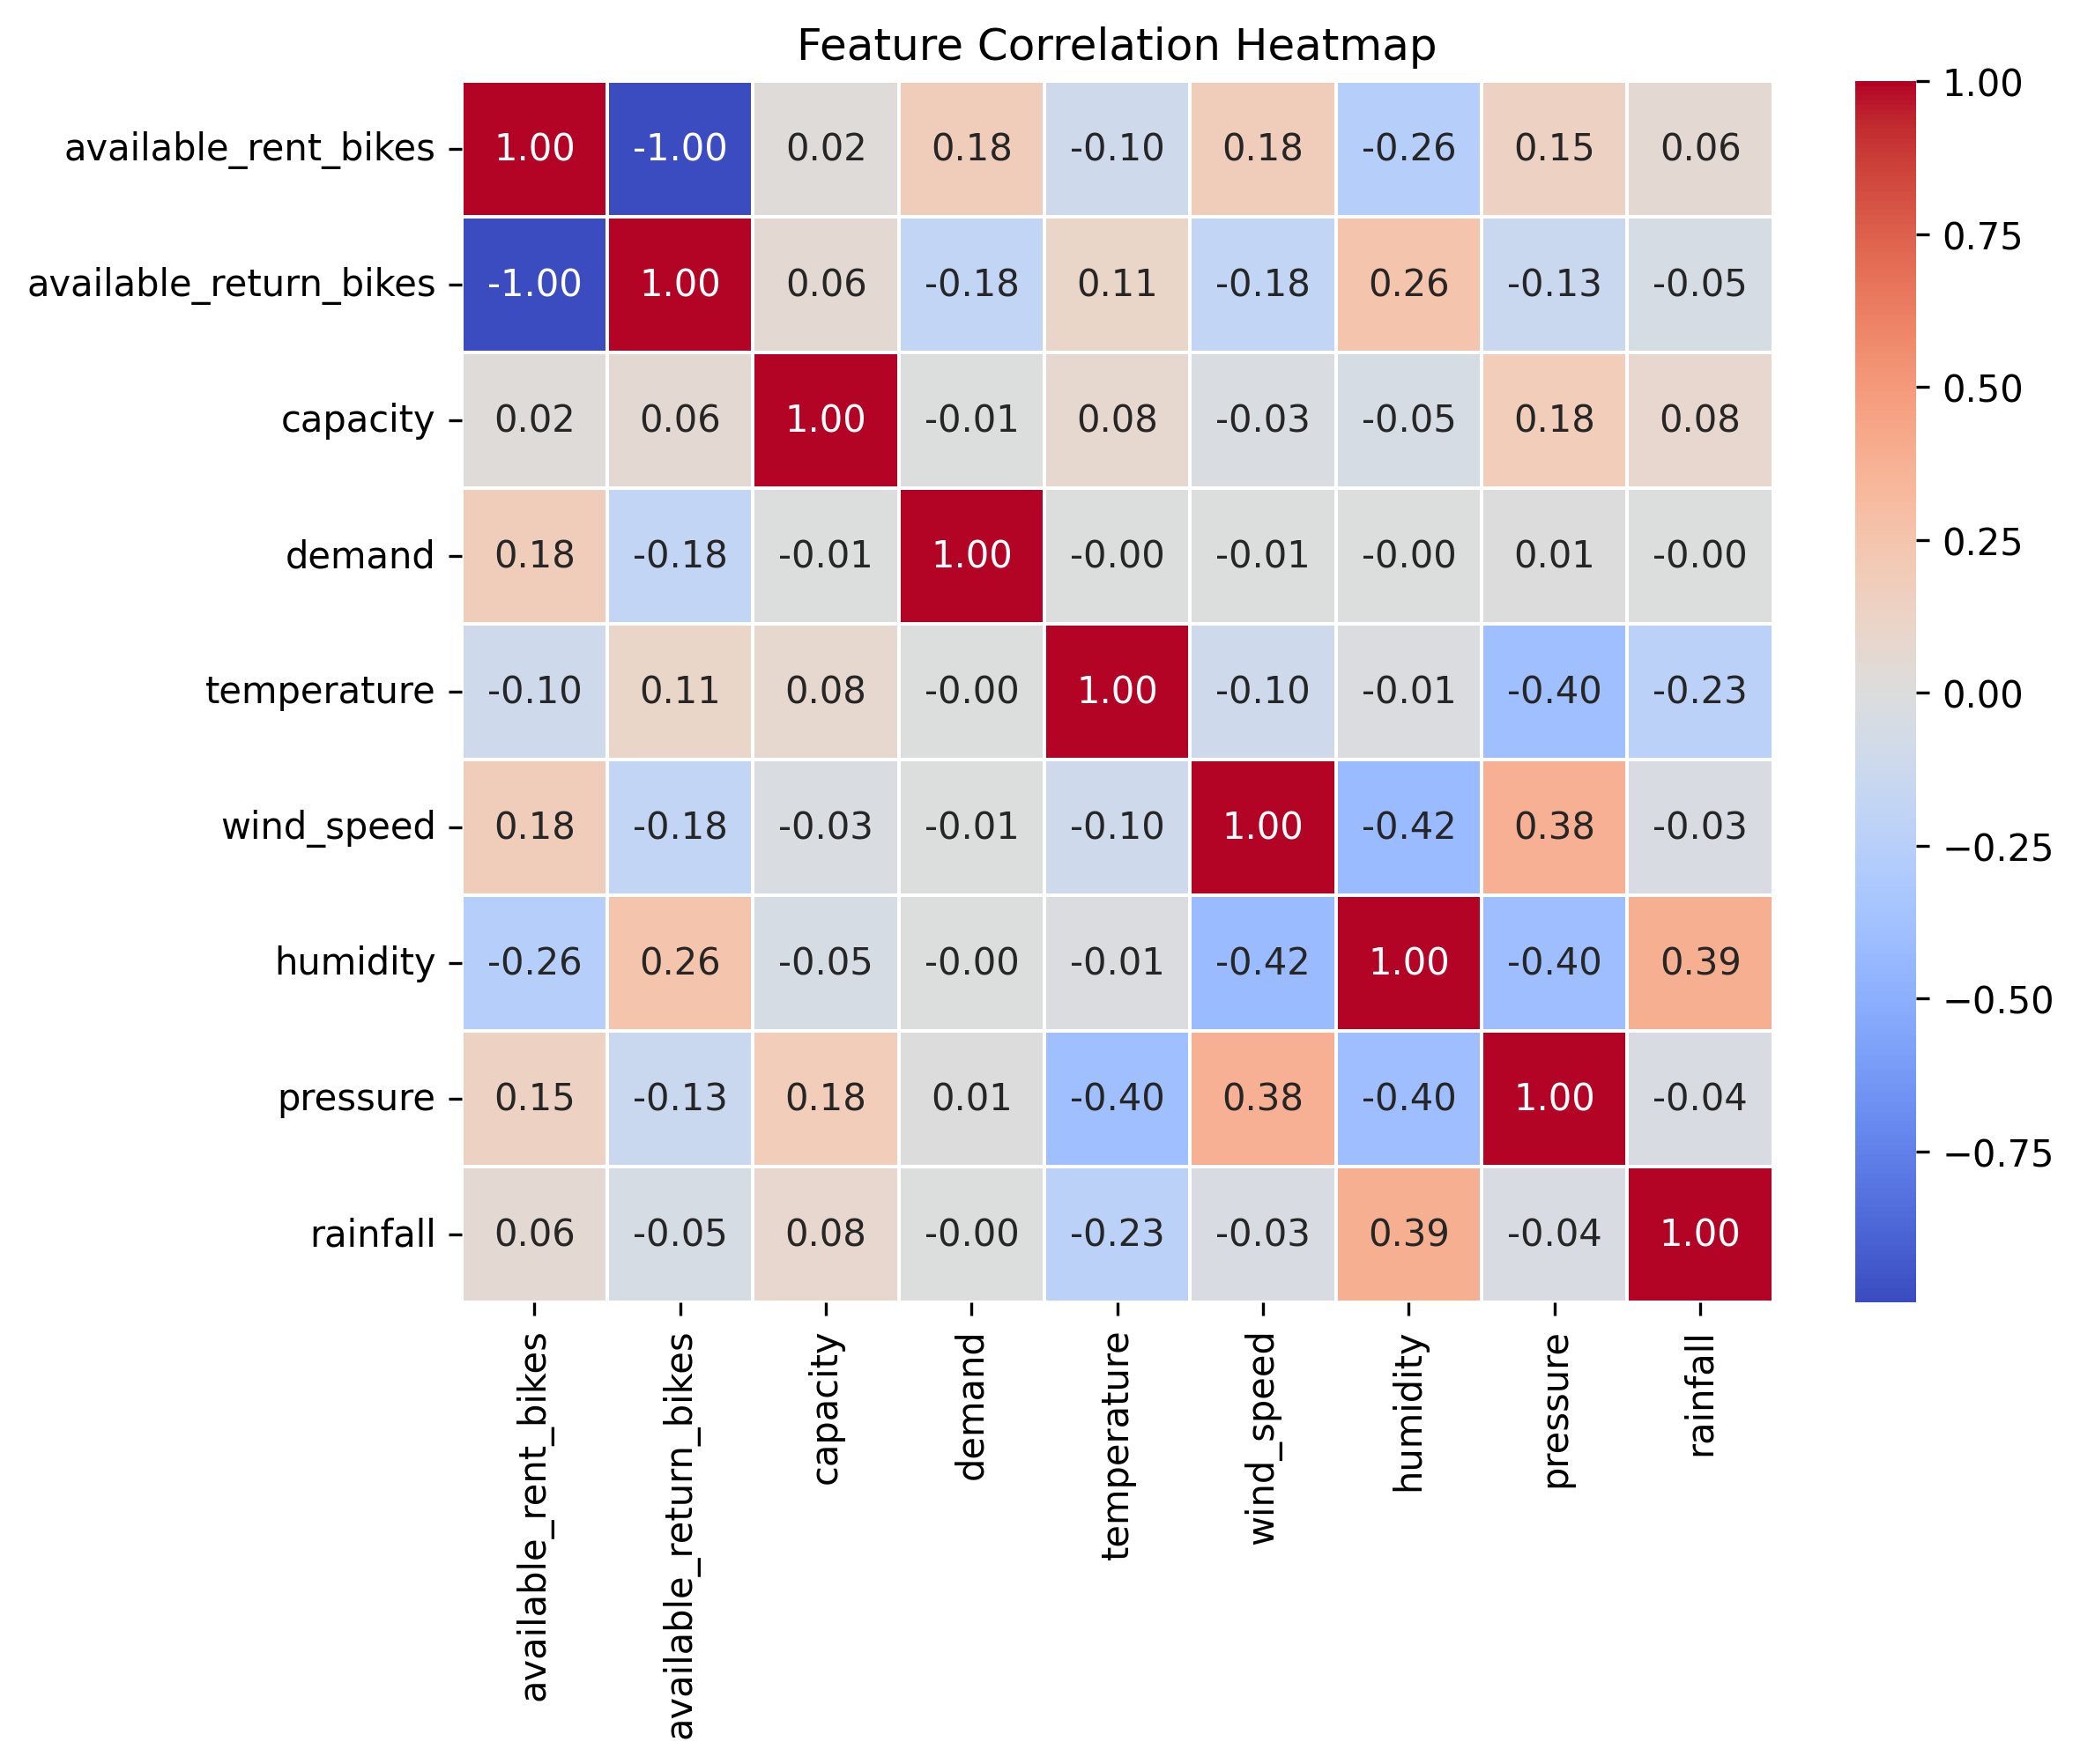 Feature Correlation Heatmap
available_rent_bikes 1.00 -1.00 0.02 0.18 -0.10 0.18 -0.26 0.15 0.06
available_return_bikes -1.00 1.00 0.06 -0.18 0.11 -0.18 0.26 -0.13 -0.05
capacity 0.02 0.06 1.00 -0.01 0.08 -0.03 -0.05 0.18 0.08
demand 0.18 -0.18 -0.01 1.00 -0.00 -0.01 -0.00 0.01 -0.00
temperature -0.10 0.11 0.08 -0.00 1.00 -0.10 -0.01 -0.40 -0.23
wind_speed 0.18 -0.18 -0.03 -0.01 -0.10 1.00 -0.42 0.38 -0.03
humidity -0.26 0.26 -0.05 -0.00 -0.01 -0.42 1.00 -0.40 0.39
pressure 0.15 -0.13 0.18 0.01 -0.40 0.38 -0.40 1.00 -0.04
rainfall 0.06 -0.05 0.08 -0.00 -0.23 -0.03 0.39 -0.04 1.00
available_rent_bikes
available_return_bikes
capacity
demand
temperature
wind_speed
humidity
pressure
rainfall
1.00
0.75
0.50
0.25
0.00
−0.25
−0.50
−0.75